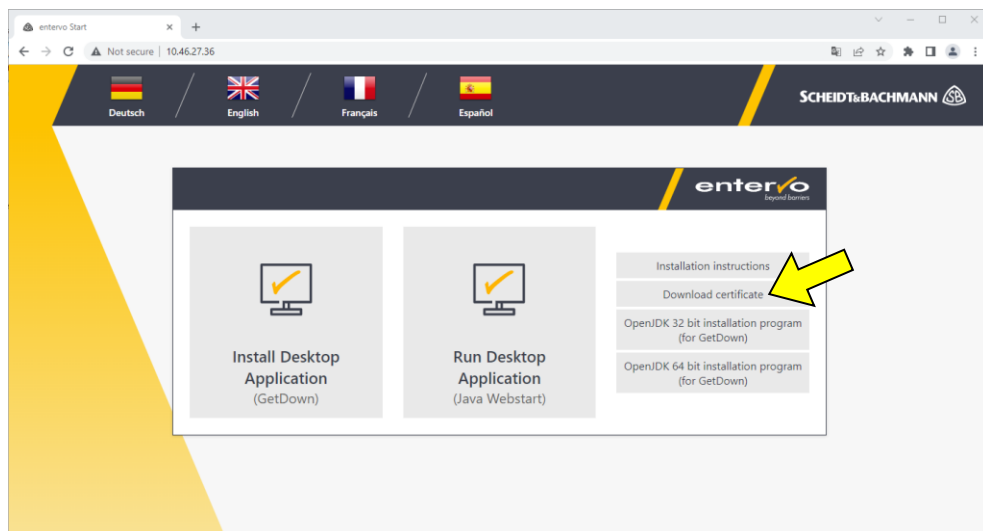 entervo Start
Not secure
10.46.27.36
Deutsch
English
Français
Español
SCHEIDT&BACHMANN SB
entervo
beyond barriers
Install Desktop
Application
(GetDown)
Run Desktop
Application
(Java Webstart)
Installation instructions
Download certificate
OpenJDK 32 bit installation program
(for GetDown)
OpenJDK 64 bit installation program
(for GetDown)